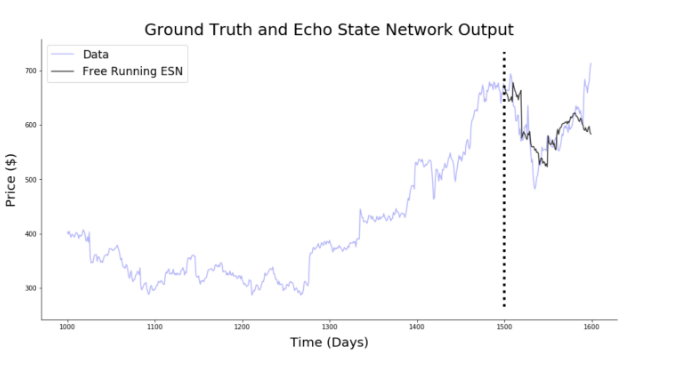 Ground Truth and Echo State Network Output
Data
Free Running ESN
700
600
500
400
300
Price ($)
1000 1100 1200 1300 1400 1500 1600
Time (Days)